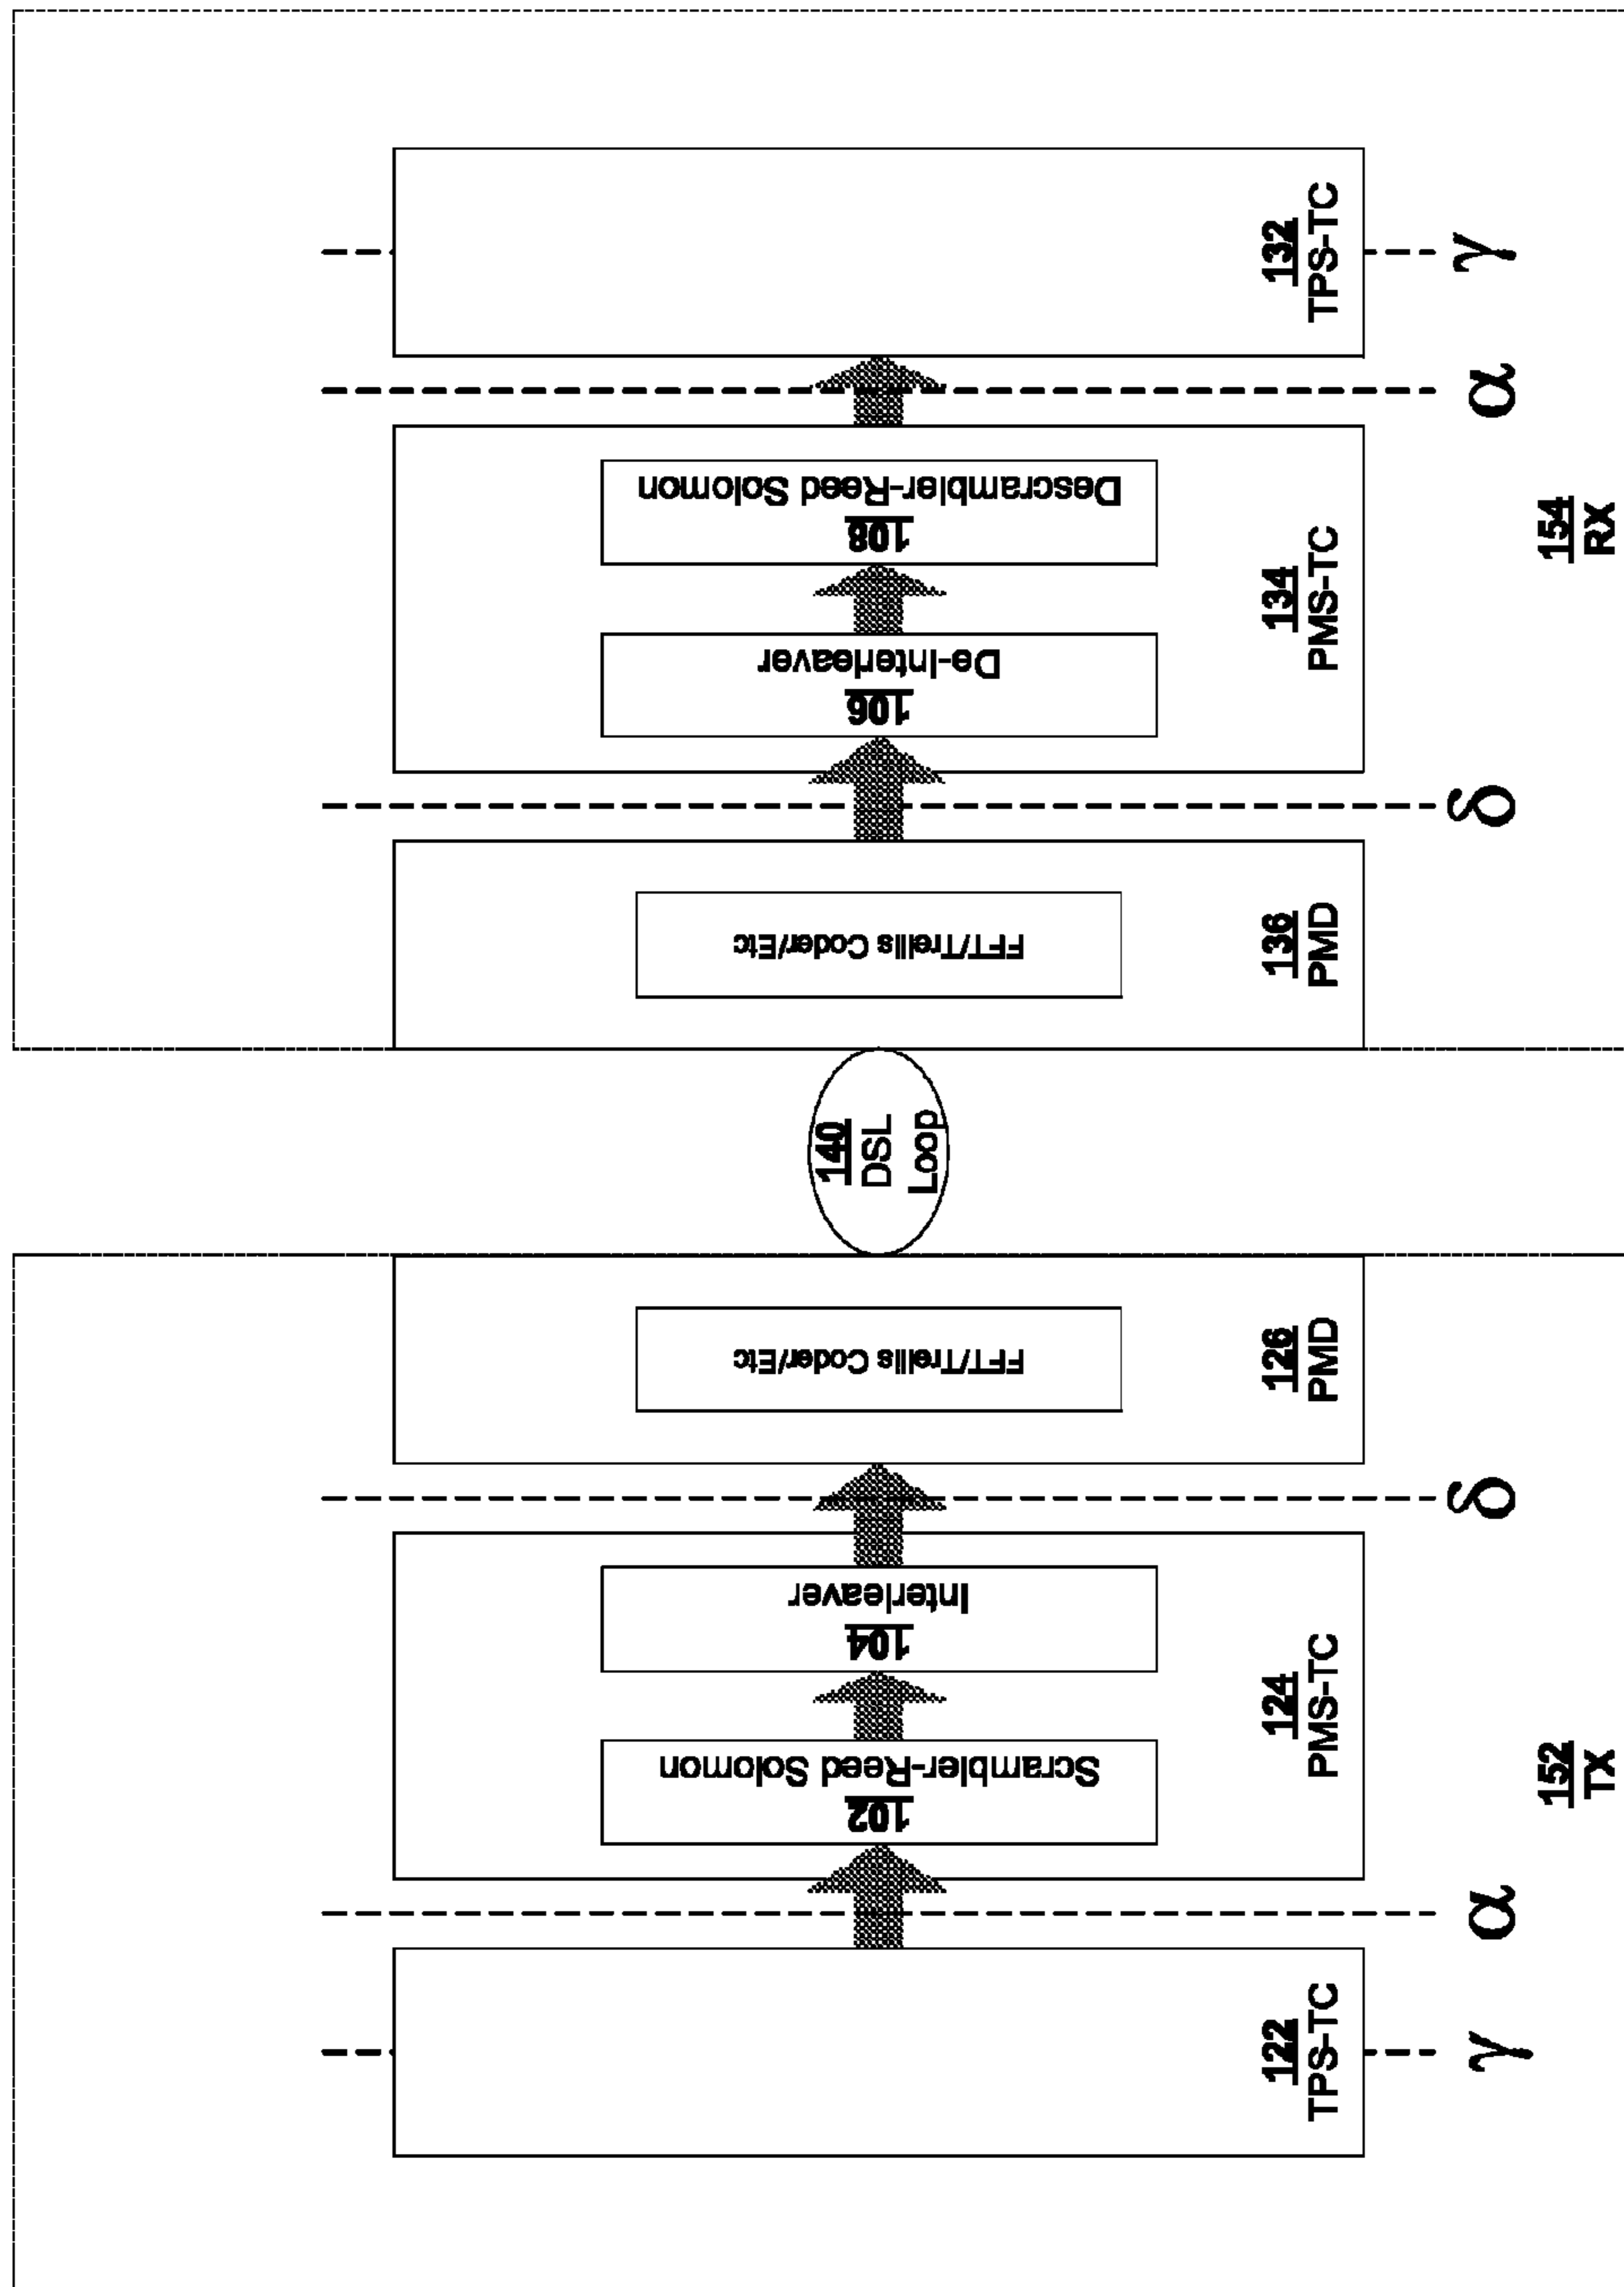 122
TPS-TC
γ
α
102
Scrambler-Reed Solomon
104
Interleaver
124
PMS-TC
152
TX
δ
FFT/Trellis Coder/Etc
126
PMD
140
DSL
Loop
FFT/Trellis Coder/Etc
136
PMD
δ
106
De-Interleaver
108
Descrambler-Reed Solomon
134
PMS-TC
154
RX
α
132
TPS-TC
γ